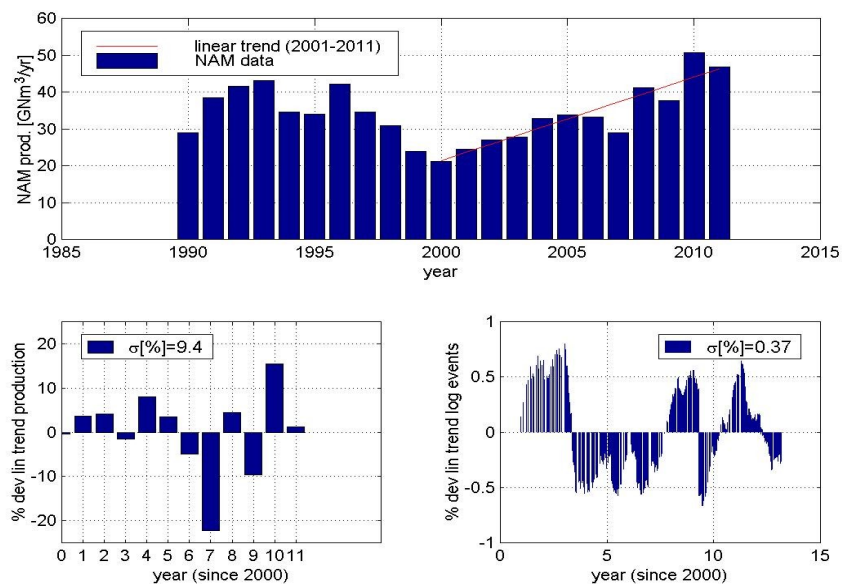 60
50
40
30
20
10
0
NAM prod. [GNm³/yr]
linear trend (2001-2011)
NAM data
1985 1990 1995 2000 2005 2010 2015
year
20
10
0
-10
-20
% dev lin trend production
σ[%]=9.4
0 1 2 3 4 5 6 7 8 9 10 11
year (since 2000)
1
0.5
0
-0.5
-1
% dev lin trend log events
σ[%]=0.37
0 5 10 15
year (since 2000)